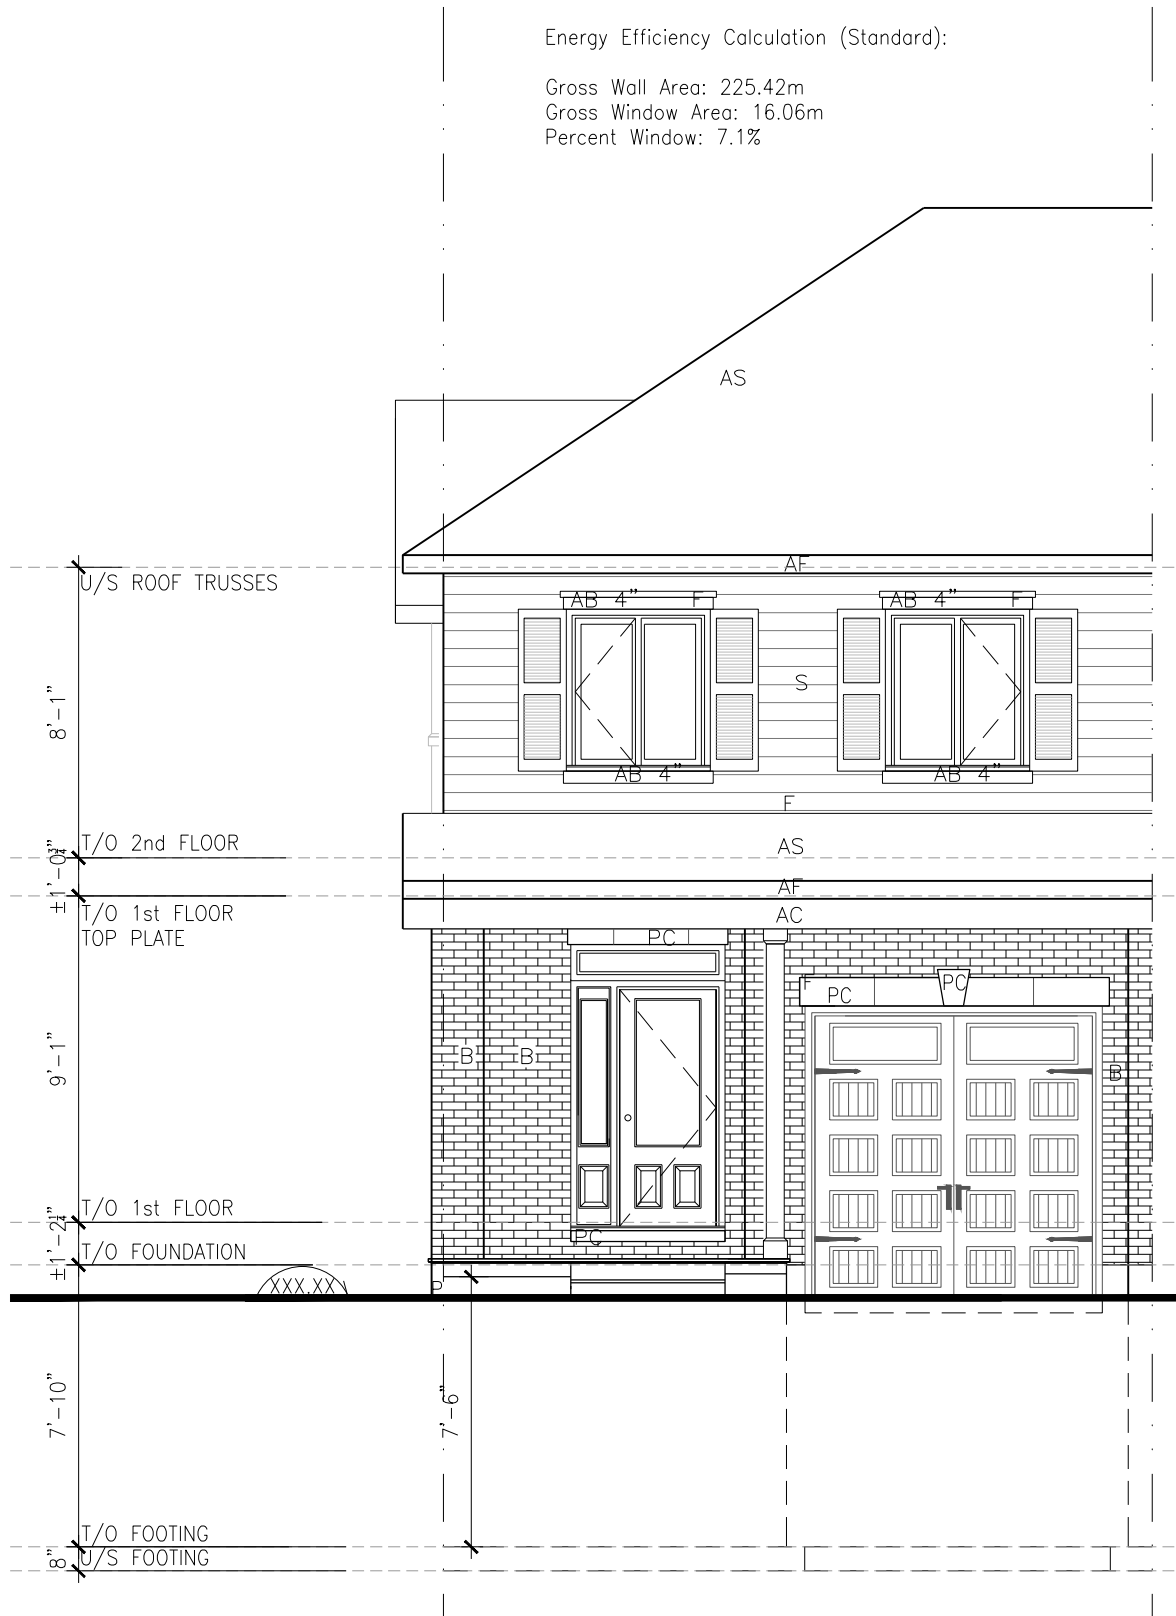 Energy Efficiency Calculation (Standard):
Gross Wall Area: 225.42m
Gross Window Area: 16.06m
Percent Window: 7.1%
AS
AF
U/S ROOF TRUSSES
AB 4" F
AB 4" F
8'-1"
S
AB 4"
AB 4"
F
T/O 2nd FLOOR
AS
±1'-0¾"
AF
T/O 1st FLOOR
TOP PLATE
AC
PC
F
PC
PC
9'-1"
B
B
B
T/O 1st FLOOR
±1'-2¼"
PC
T/O FOUNDATION
XXX.XX
P
7'-10"
7'-6"
T/O FOOTING
8"
U/S FOOTING